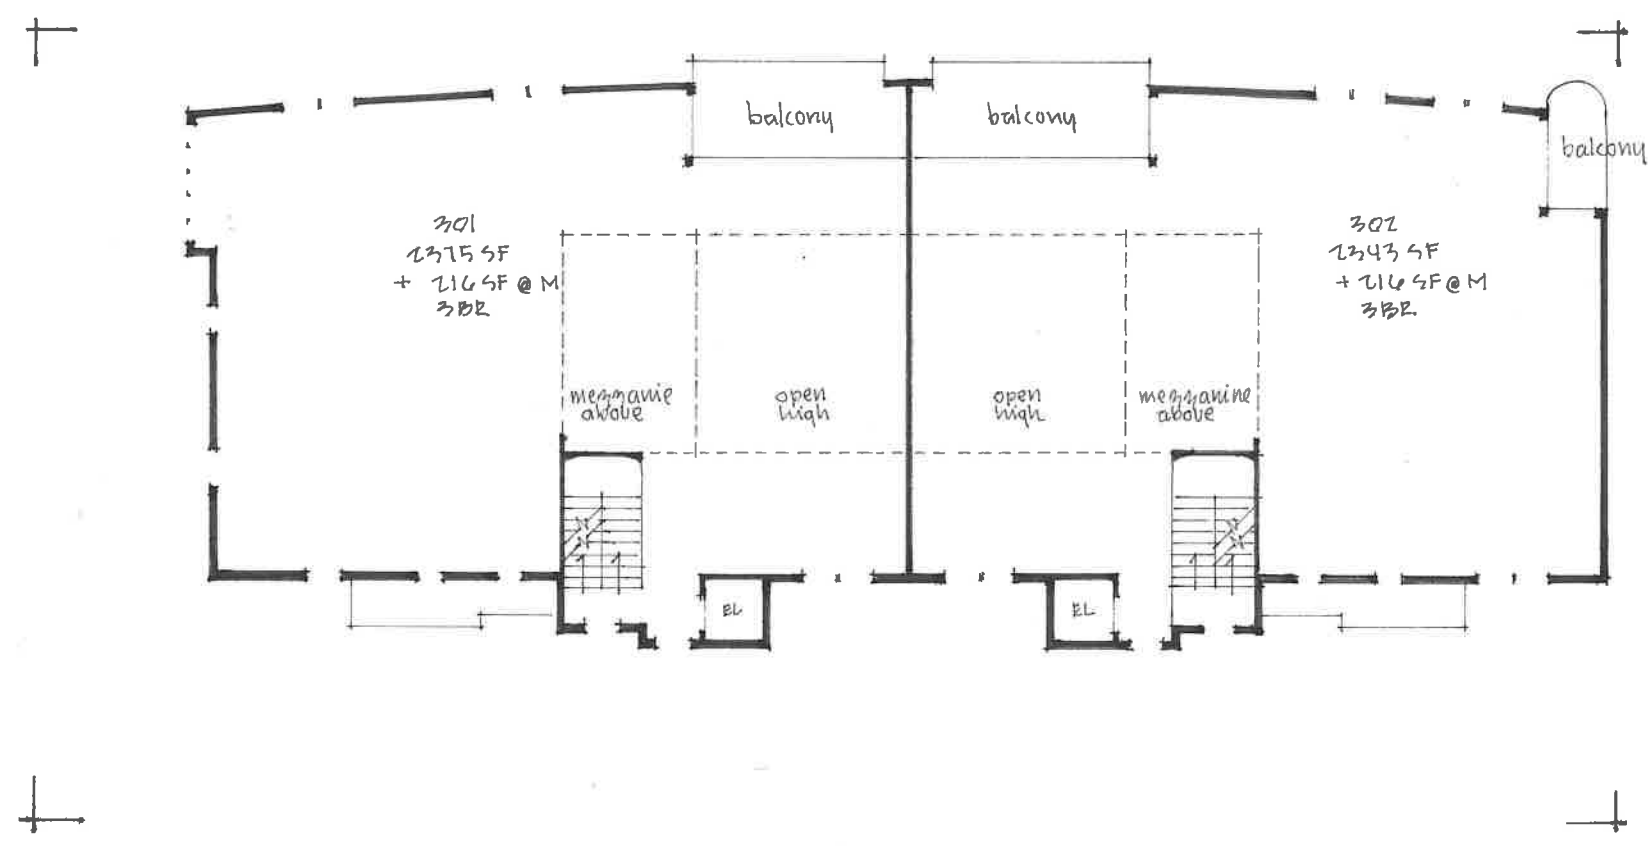 balcony
balcony
balcony
301
2375 SF
+ 216 SF @ M
3BR
302
2343 SF
+ 216 SF @ M
3BR
mezzanie
above
open
high
open
high
mezzanine
above
EL
EL